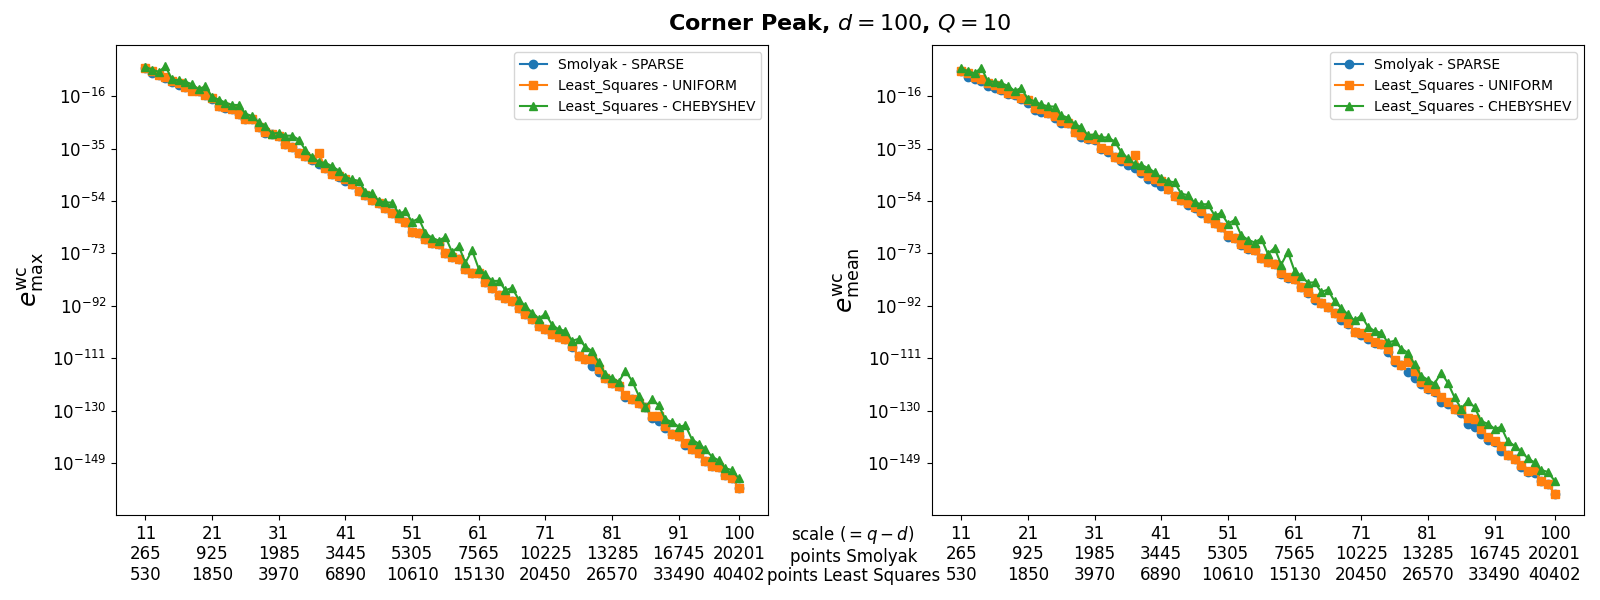 Corner Peak, d = 100, Q = 10
Smolyak - SPARSE
Least_Squares - UNIFORM
Least_Squares - CHEBYSHEV
10^{-16}
10^{-35}
10^{-54}
10^{-73}
10^{-92}
10^{-111}
10^{-130}
10^{-149}
e^{wc}_{max}
11 21 31 41 51 61 71 81 91 100
265 925 1985 3445 5305 7565 10225 13285 16745 20201
530 1850 3970 6890 10610 15130 20450 26570 33490 40402
scale (= q − d)
points Smolyak
points Least Squares
Smolyak - SPARSE
Least_Squares - UNIFORM
Least_Squares - CHEBYSHEV
10^{-16}
10^{-35}
10^{-54}
10^{-73}
10^{-92}
10^{-111}
10^{-130}
10^{-149}
e^{wc}_{mean}
11 21 31 41 51 61 71 81 91 100
265 925 1985 3445 5305 7565 10225 13285 16745 20201
530 1850 3970 6890 10610 15130 20450 26570 33490 40402